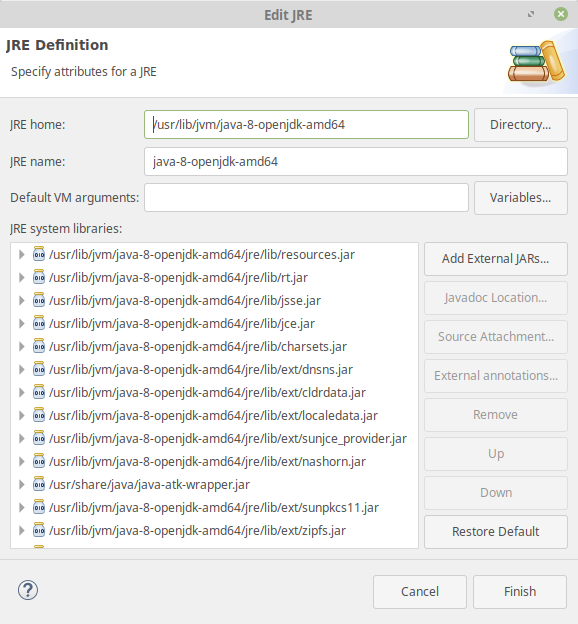 Edit JRE
JRE Definition
Specify attributes for a JRE
JRE home:
/usr/lib/jvm/java-8-openjdk-amd64
Directory...
JRE name:
java-8-openjdk-amd64
Default VM arguments:
Variables...
JRE system libraries:
/usr/lib/jvm/java-8-openjdk-amd64/jre/lib/resources.jar
/usr/lib/jvm/java-8-openjdk-amd64/jre/lib/rt.jar
/usr/lib/jvm/java-8-openjdk-amd64/jre/lib/jsse.jar
/usr/lib/jvm/java-8-openjdk-amd64/jre/lib/jce.jar
/usr/lib/jvm/java-8-openjdk-amd64/jre/lib/charsets.jar
/usr/lib/jvm/java-8-openjdk-amd64/jre/lib/ext/dnsns.jar
/usr/lib/jvm/java-8-openjdk-amd64/jre/lib/ext/cldrdata.jar
/usr/lib/jvm/java-8-openjdk-amd64/jre/lib/ext/localedata.jar
/usr/lib/jvm/java-8-openjdk-amd64/jre/lib/ext/sunjce_provider.jar
/usr/lib/jvm/java-8-openjdk-amd64/jre/lib/ext/nashorn.jar
/usr/share/java/java-atk-wrapper.jar
/usr/lib/jvm/java-8-openjdk-amd64/jre/lib/ext/sunpkcs11.jar
/usr/lib/jvm/java-8-openjdk-amd64/jre/lib/ext/zipfs.jar
Add External JARs...
Javadoc Location...
Source Attachment...
External annotations...
Remove
Up
Down
Restore Default
?
Cancel
Finish